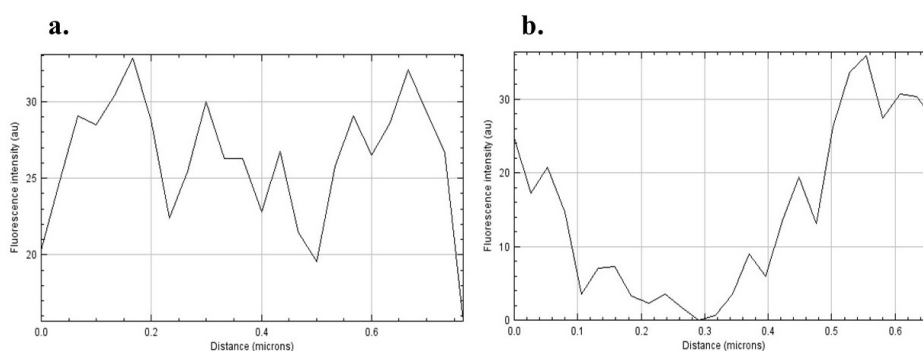 a.
Fluorescence intensity (au)
30
25
20
0.0 0.2 0.4 0.6
Distance (microns)
b.
Fluorescence intensity (au)
30
20
10
0
0.0 0.1 0.2 0.3 0.4 0.5 0.6
Distance (microns)